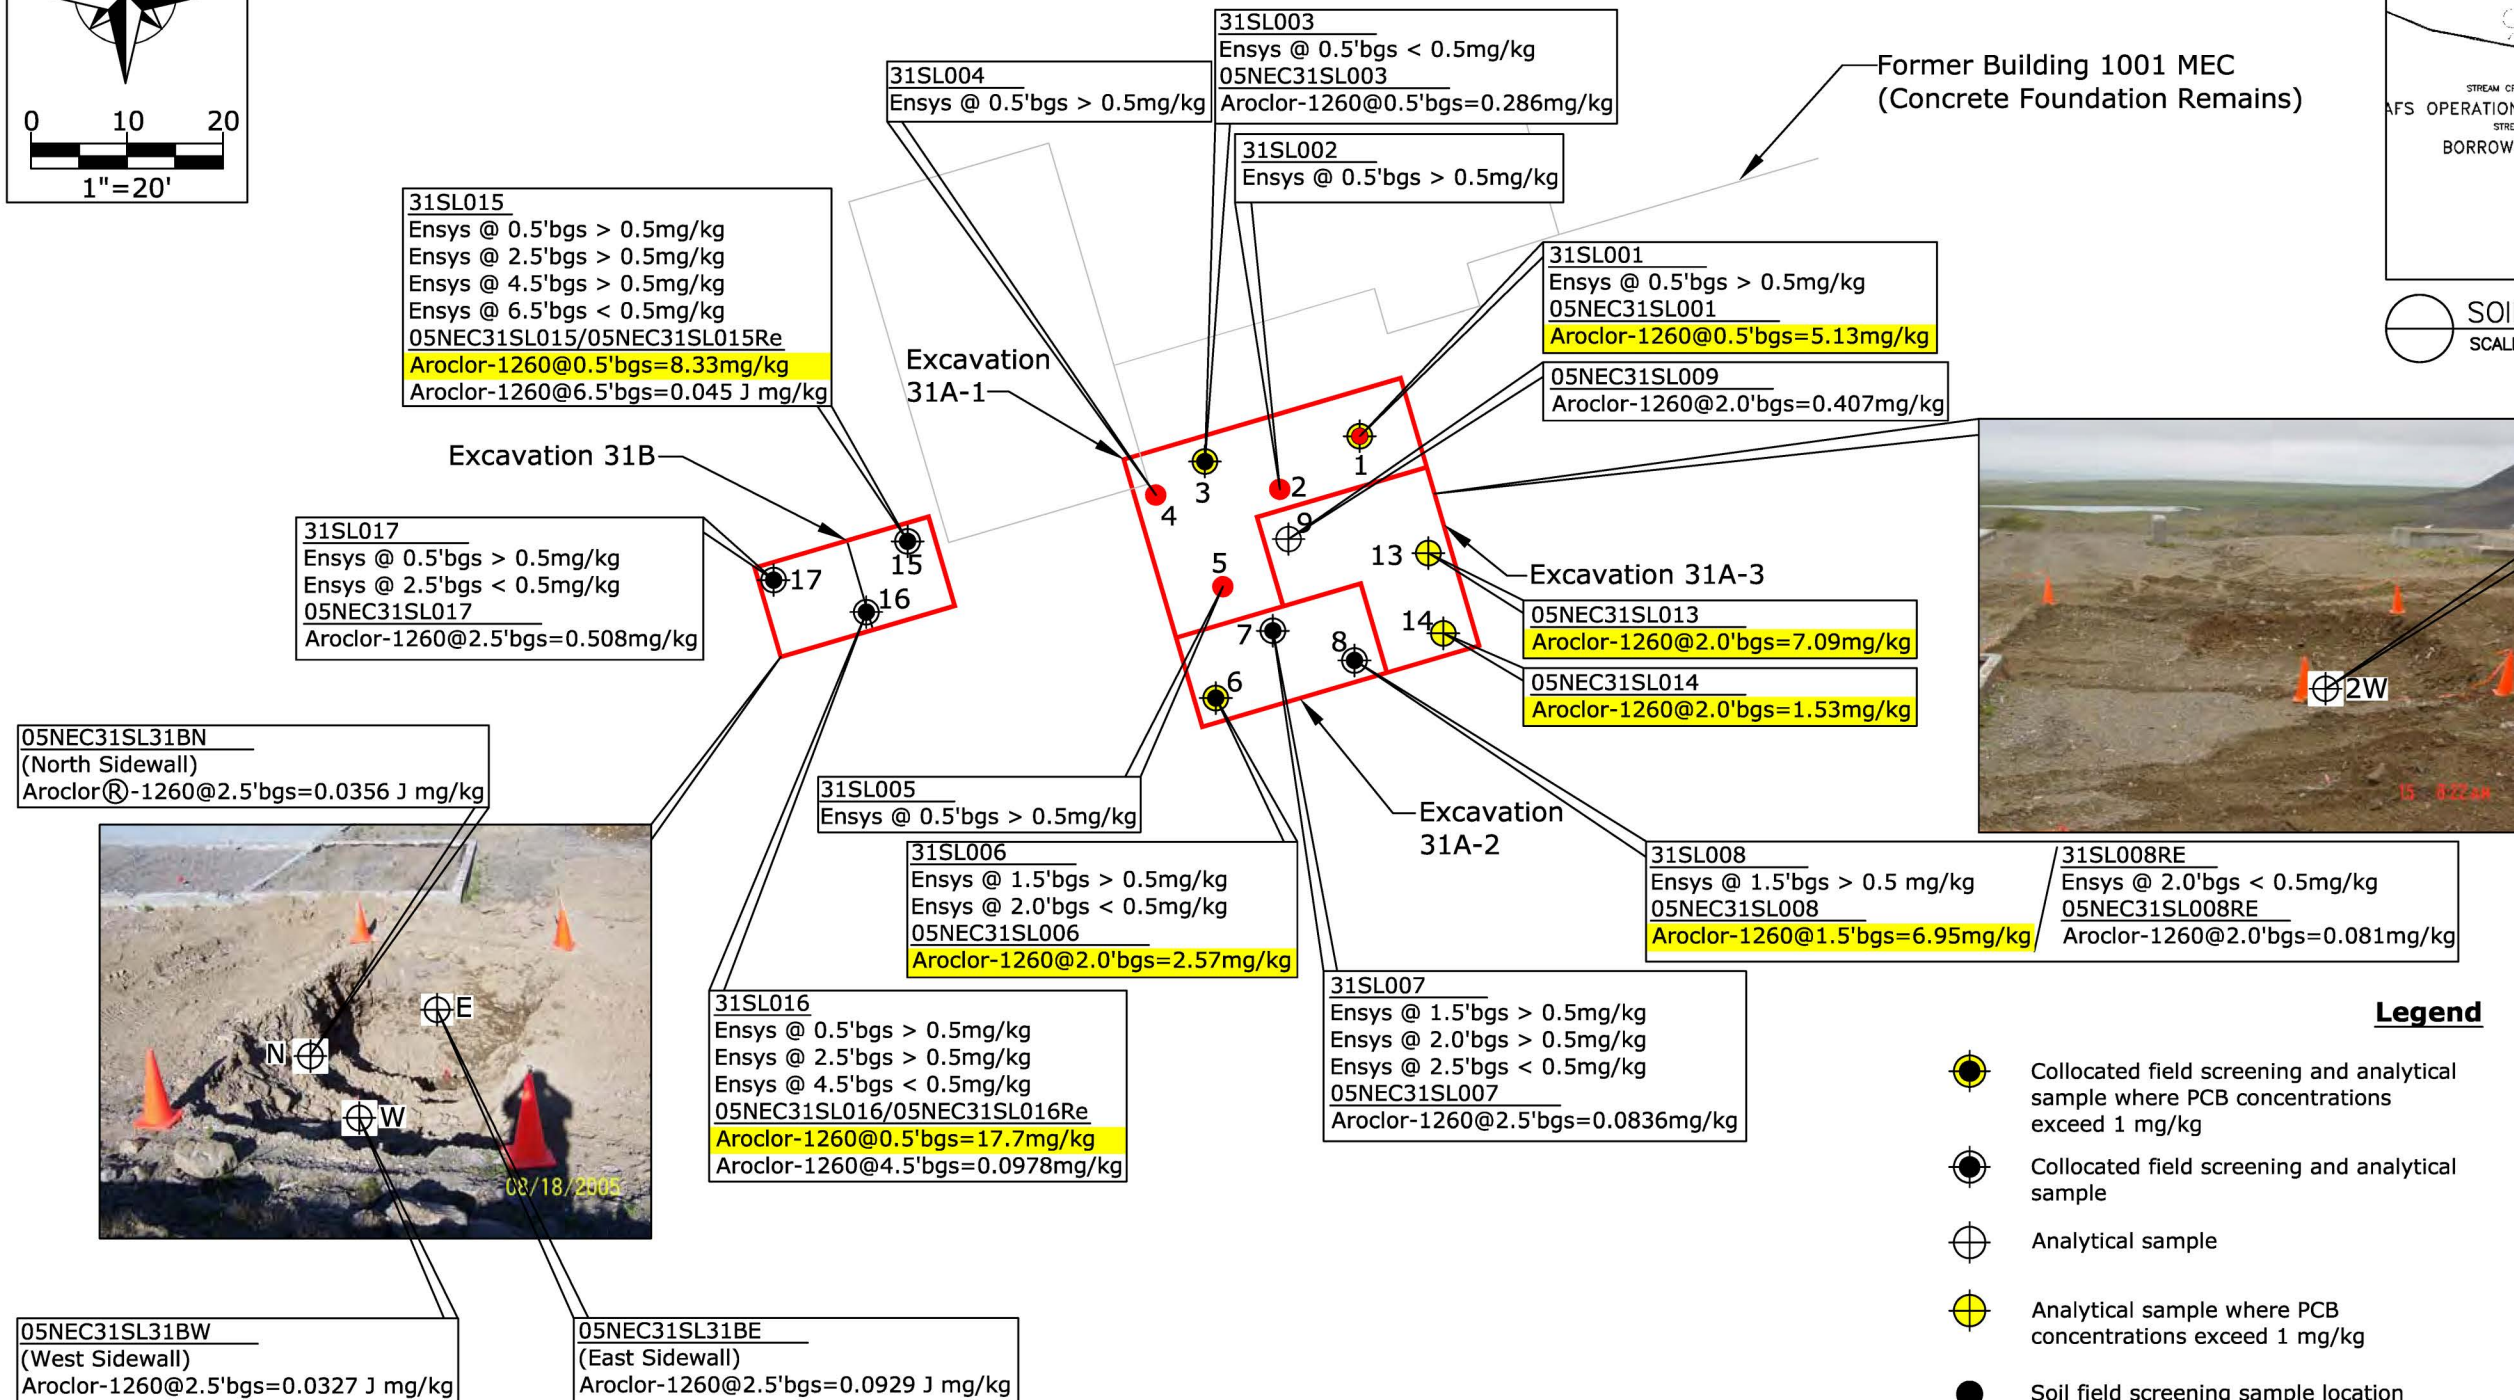 0 10 20
1"=20'
31SL003
Ensys @ 0.5'bgs < 0.5mg/kg
05NEC31SL003
Aroclor-1260@0.5'bgs=0.286mg/kg
31SL004
Ensys @ 0.5'bgs > 0.5mg/kg
31SL002
Ensys @ 0.5'bgs > 0.5mg/kg
Former Building 1001 MEC
(Concrete Foundation Remains)
STREAM
AFS OPERATION
BORROW
SCAL
31SL015
Ensys @ 0.5'bgs > 0.5mg/kg
Ensys @ 2.5'bgs > 0.5mg/kg
Ensys @ 4.5'bgs > 0.5mg/kg
Ensys @ 6.5'bgs < 0.5mg/kg
05NEC31SL015/05NEC31SL015Re
Aroclor-1260@0.5'bgs=8.33mg/kg
Aroclor-1260@6.5'bgs=0.045 J mg/kg
31SL001
Ensys @ 0.5'bgs > 0.5mg/kg
05NEC31SL001
Aroclor-1260@0.5'bgs=5.13mg/kg
05NEC31SL009
Aroclor-1260@2.0'bgs=0.407mg/kg
Excavation
31A-1
Excavation 31B
1
2
3
4
5
9
13
14
7
8
6
15
16
17
31SL017
Ensys @ 0.5'bgs > 0.5mg/kg
Ensys @ 2.5'bgs < 0.5mg/kg
05NEC31SL017
Aroclor-1260@2.5'bgs=0.508mg/kg
Excavation 31A-3
05NEC31SL013
Aroclor-1260@2.0'bgs=7.09mg/kg
05NEC31SL014
Aroclor-1260@2.0'bgs=1.53mg/kg
2W
15 8:22AM
05NEC31SL31BN
(North Sidewall)
Aroclor®-1260@2.5'bgs=0.0356 J mg/kg
31SL005
Ensys @ 0.5'bgs > 0.5mg/kg
Excavation
31A-2
31SL006
Ensys @ 1.5'bgs > 0.5mg/kg
Ensys @ 2.0'bgs < 0.5mg/kg
05NEC31SL006
Aroclor-1260@2.0'bgs=2.57mg/kg
31SL008
Ensys @ 1.5'bgs > 0.5 mg/kg
05NEC31SL008
Aroclor-1260@1.5'bgs=6.95mg/kg
31SL008RE
Ensys @ 2.0'bgs < 0.5mg/kg
05NEC31SL008RE
Aroclor-1260@2.0'bgs=0.081mg/kg
31SL016
Ensys @ 0.5'bgs > 0.5mg/kg
Ensys @ 2.5'bgs > 0.5mg/kg
Ensys @ 4.5'bgs < 0.5mg/kg
05NEC31SL016/05NEC31SL016Re
Aroclor-1260@0.5'bgs=17.7mg/kg
Aroclor-1260@4.5'bgs=0.0978mg/kg
31SL007
Ensys @ 1.5'bgs > 0.5mg/kg
Ensys @ 2.0'bgs > 0.5mg/kg
Ensys @ 2.5'bgs < 0.5mg/kg
05NEC31SL007
Aroclor-1260@2.5'bgs=0.0836mg/kg
E
N
W
08/18/2005
05NEC31SL31BW
(West Sidewall)
Aroclor-1260@2.5'bgs=0.0327 J mg/kg
05NEC31SL31BE
(East Sidewall)
Aroclor-1260@2.5'bgs=0.0929 J mg/kg
Legend
Collocated field screening and analytical
sample where PCB concentrations
exceed 1 mg/kg
Collocated field screening and analytical
sample
Analytical sample
Analytical sample where PCB
concentrations exceed 1 mg/kg
Soil field screening sample location